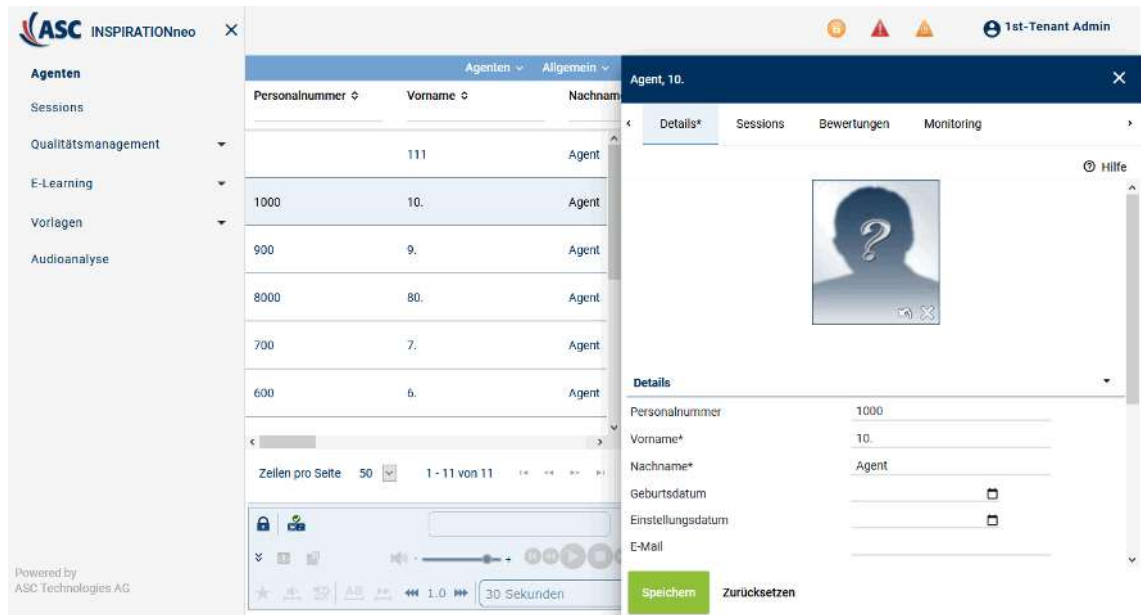 ASC INSPIRATIONneo
1st-Tenant Admin
Agenten
Sessions
Qualitätsmanagement
E-Learning
Vorlagen
Audioanalyse
Powered by
ASC Technologies AG
Agenten Allgemein
Personalnummer Vorname Nachnam
111 Agent
1000 10. Agent
900 9. Agent
8000 80. Agent
700 7. Agent
600 6. Agent
Zeilen pro Seite 50 1 - 11 von 11
1.0 30 Sekunden
Agent, 10.
Details* Sessions Bewertungen Monitoring
Hilfe
Details
Personalnummer 1000
Vorname* 10.
Nachname* Agent
Geburtsdatum
Einstellungsdatum
E-Mail
Speichern Zurücksetzen